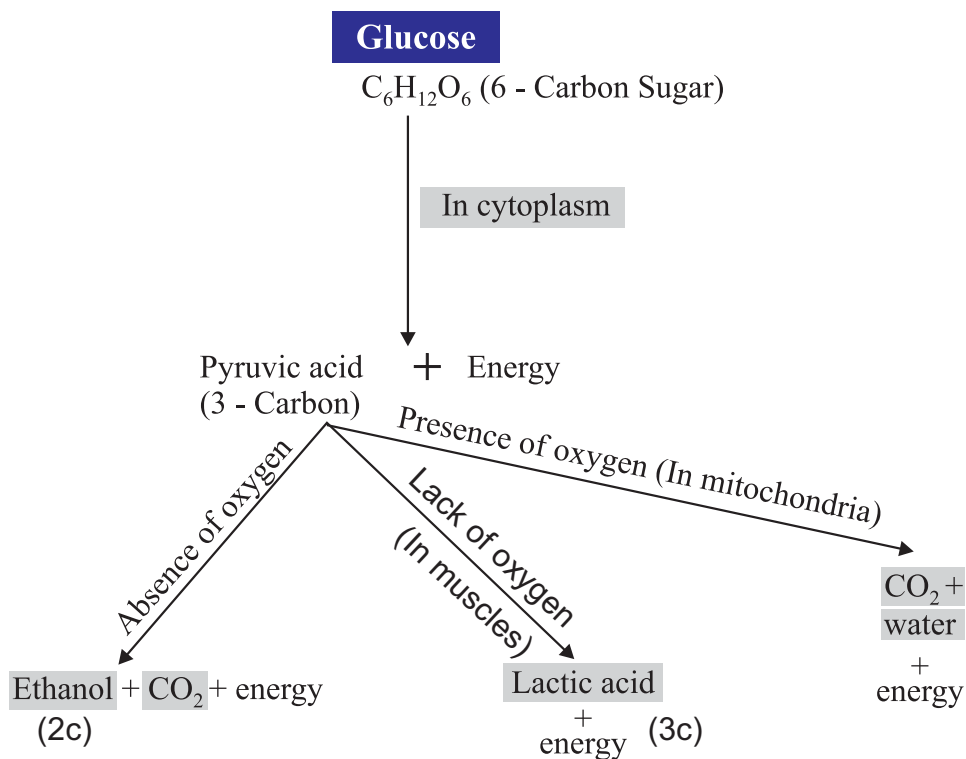 Glucose
C₆H₁₂O₆ (6 - Carbon Sugar)
In cytoplasm
Pyruvic acid + Energy
(3 - Carbon)
Absence of oxygen
Lack of oxygen
(In muscles)
Presence of oxygen (In mitochondria)
Ethanol + CO₂ + energy
(2c)
Lactic acid
+
energy (3c)
CO₂ +
water
+
energy